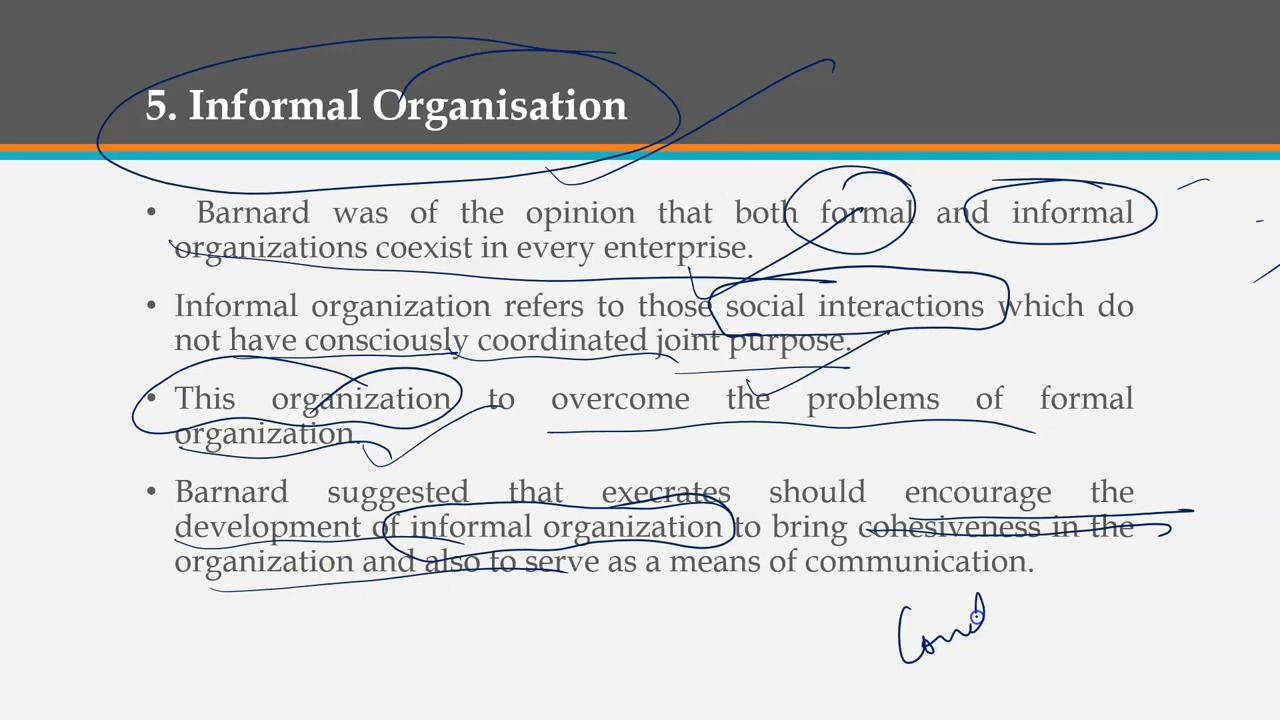 5. Informal Organisation
• Barnard was of the opinion that both formal and informal
organizations coexist in every enterprise.
• Informal organization refers to those social interactions which do
not have consciously coordinated joint purpose.
• This organization to overcome the problems of formal
organization.
• Barnard suggested that execrates should encourage the
development of informal organization to bring cohesiveness in the
organization and also to serve as a means of communication.